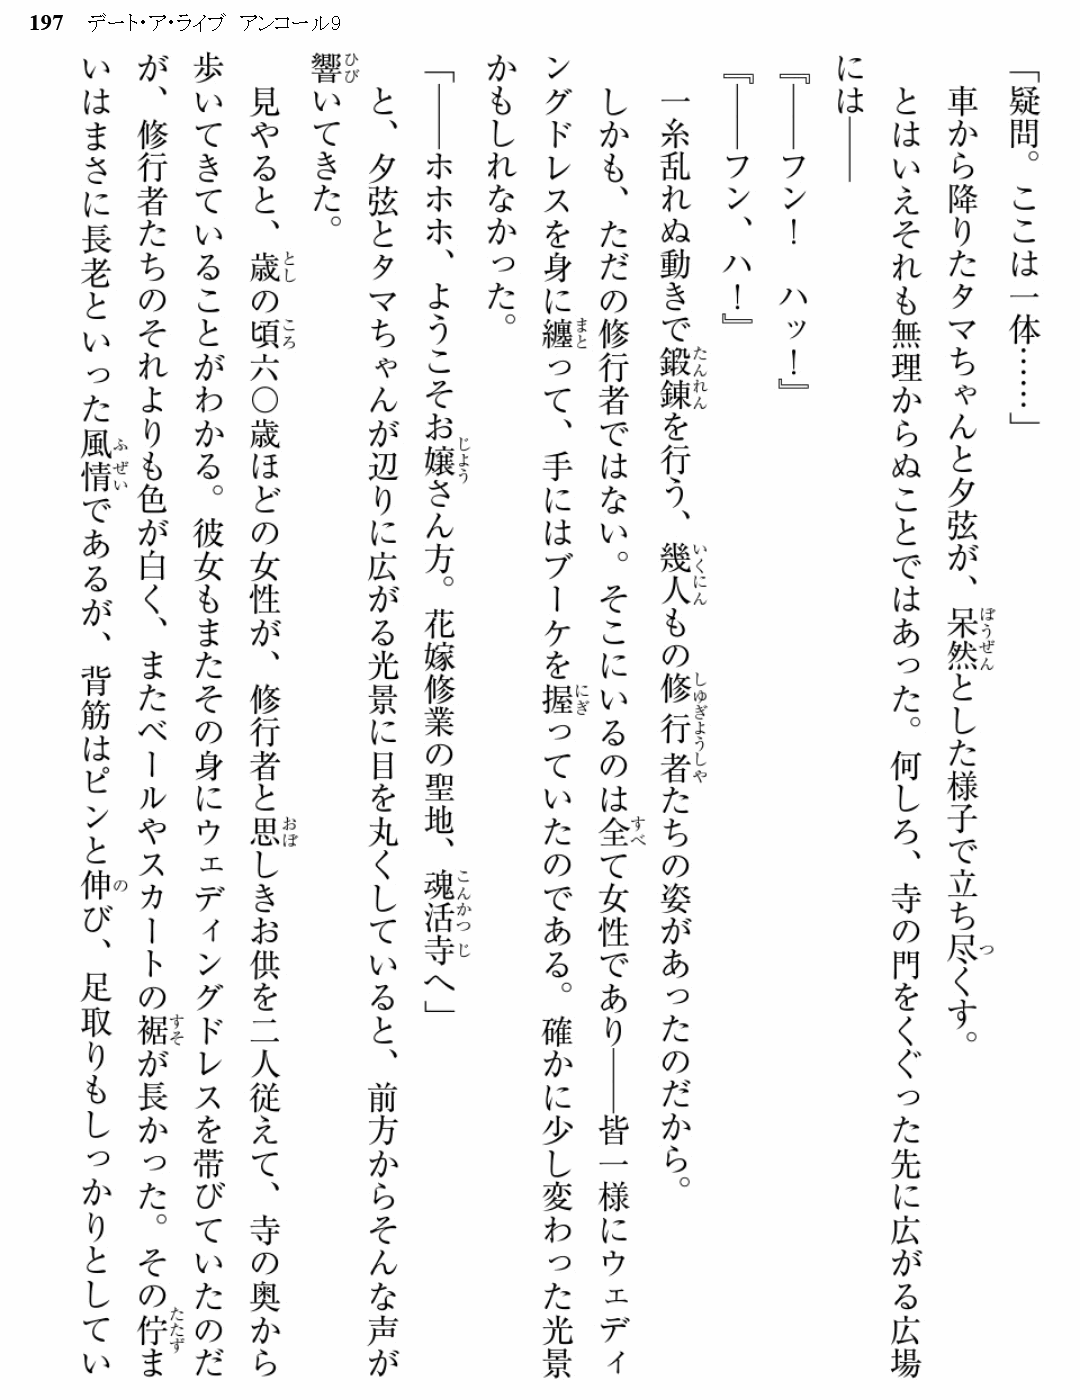 197 デート・ア・ライブ アンコール9
「疑問。ここは一体……」
　車から降りたタマちゃんと夕弦が、呆然とした様子で立ち尽くす。
　とはいえそれも無理からぬことではあった。何しろ、寺の門をくぐった先に広がる広場
には――
『――フン！　ハッ！』
『――フン、ハ！』
　一糸乱れぬ動きで鍛錬を行う、幾人もの修行者たちの姿があったのだから。
　しかも、ただの修行者ではない。そこにいるのは全て女性であり――皆一様にウェディ
ングドレスを身に纏って、手にはブーケを握っていたのである。確かに少し変わった光景
かもしれなかった。
「――ホホホ、ようこそお嬢さん方。花嫁修業の聖地、魂活寺へ」
　と、夕弦とタマちゃんが辺りに広がる光景に目を丸くしていると、前方からそんな声が
響いてきた。
　見やると、歳の頃六〇歳ほどの女性が、修行者と思しきお供を二人従えて、寺の奥から
歩いてきていることがわかる。彼女もまたその身にウェディングドレスを帯びていたのだ
が、修行者たちのそれよりも色が白く、またベールやスカートの裾が長かった。その佇ま
いはまさに長老といった風情であるが、背筋はピンと伸び、足取りもしっかりとしてい